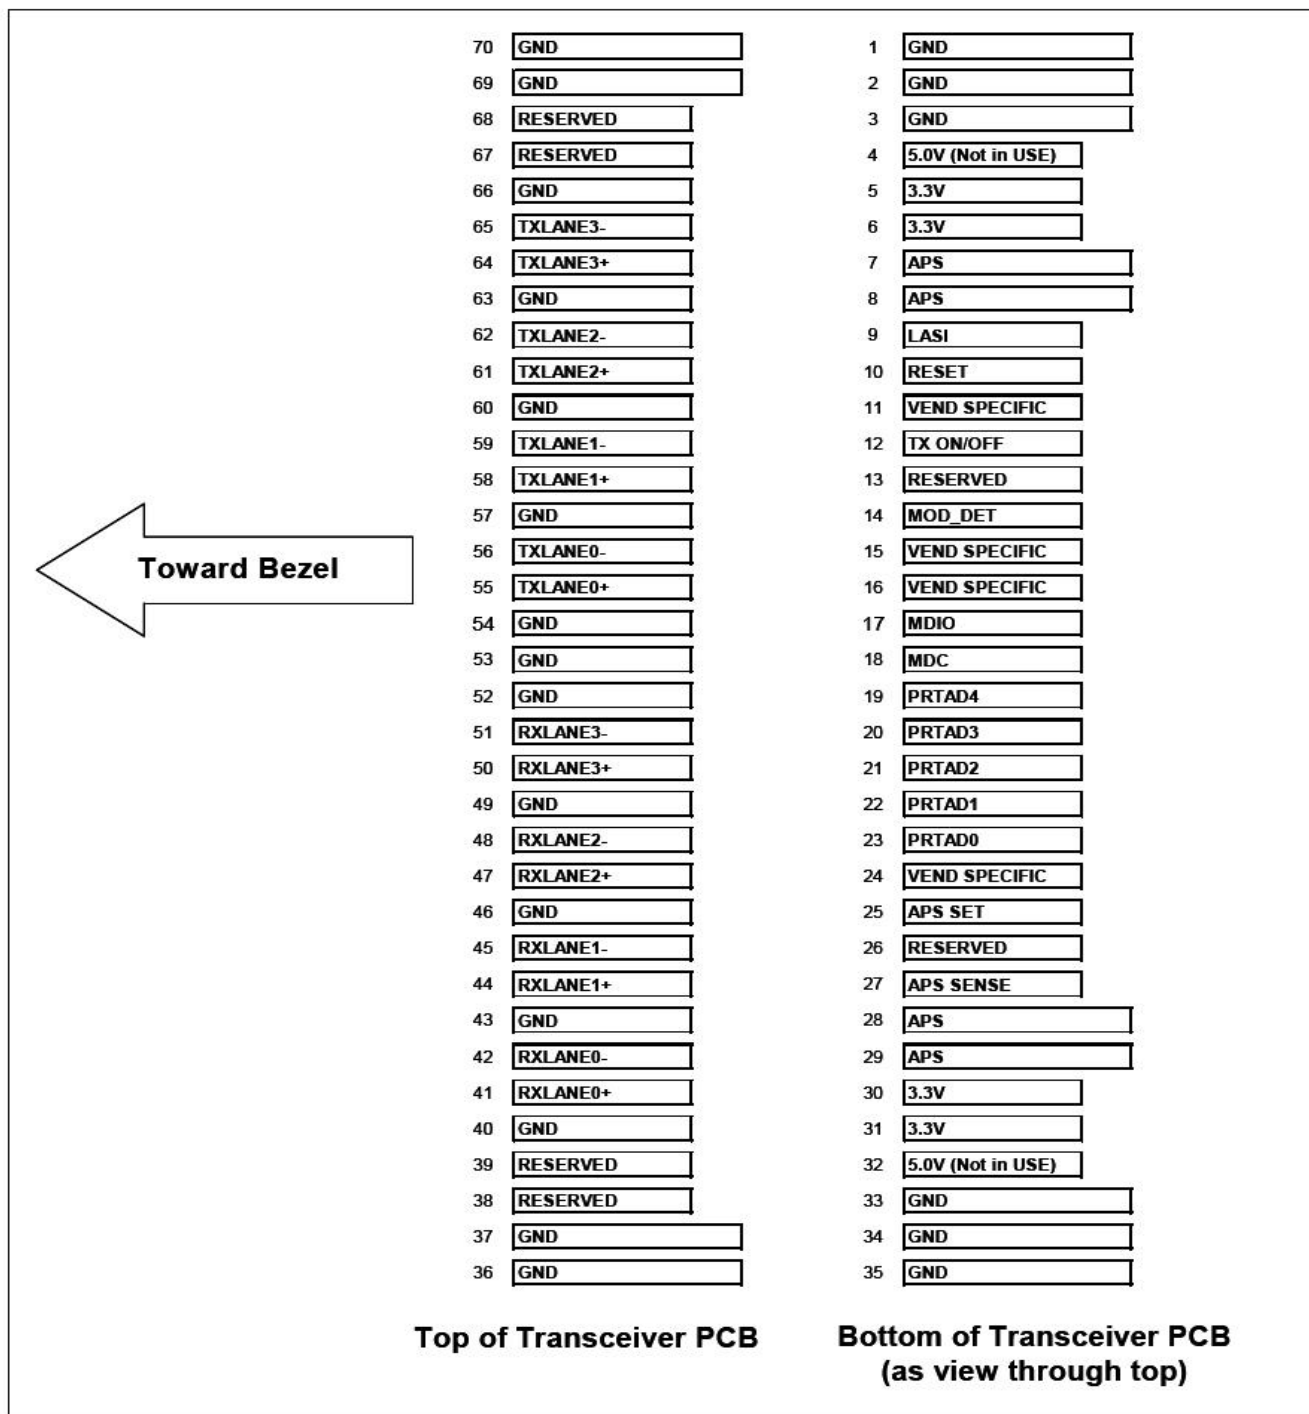 70 GND 1 GND
69 GND 2 GND
68 RESERVED 3 GND
67 RESERVED 4 5.0V (Not in USE)
66 GND 5 3.3V
65 TXLANE3- 6 3.3V
64 TXLANE3+ 7 APS
63 GND 8 APS
62 TXLANE2- 9 LASI
61 TXLANE2+ 10 RESET
60 GND 11 VEND SPECIFIC
59 TXLANE1- 12 TX ON/OFF
58 TXLANE1+ 13 RESERVED
57 GND 14 MOD_DET
Toward Bezel 56 TXLANE0- 15 VEND SPECIFIC
55 TXLANE0+ 16 VEND SPECIFIC
54 GND 17 MDIO
53 GND 18 MDC
52 GND 19 PRTAD4
51 RXLANE3- 20 PRTAD3
50 RXLANE3+ 21 PRTAD2
49 GND 22 PRTAD1
48 RXLANE2- 23 PRTAD0
47 RXLANE2+ 24 VEND SPECIFIC
46 GND 25 APS SET
45 RXLANE1- 26 RESERVED
44 RXLANE1+ 27 APS SENSE
43 GND 28 APS
42 RXLANE0- 29 APS
41 RXLANE0+ 30 3.3V
40 GND 31 3.3V
39 RESERVED 32 5.0V (Not in USE)
38 RESERVED 33 GND
37 GND 34 GND
36 GND 35 GND
Top of Transceiver PCB Bottom of Transceiver PCB
(as view through top)